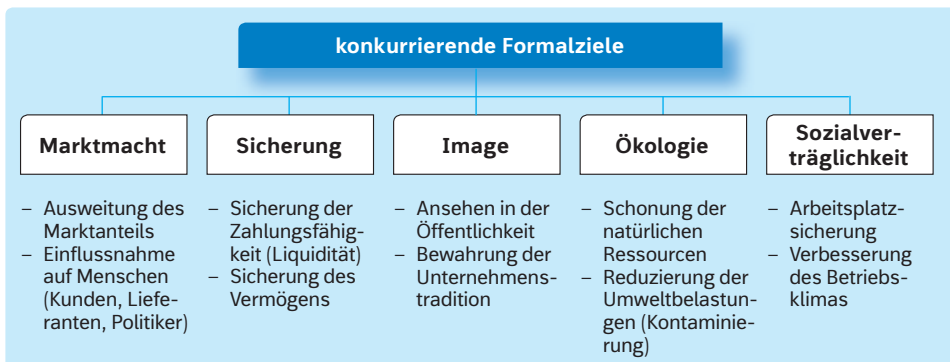 konkurrierende Formalziele
Marktmacht
Sicherung
Image
Ökologie
Sozialver-
träglichkeit
– Ausweitung des
Marktanteils
– Einflussnahme
auf Menschen
(Kunden, Liefe-
ranten, Politiker)
– Sicherung der
Zahlungsfähig-
keit (Liquidität)
– Sicherung des
Vermögens
– Ansehen in der
Öffentlichkeit
– Bewahrung der
Unternehmens-
tradition
– Schonung der
natürlichen
Ressourcen
– Reduzierung der
Umweltbelastun-
gen (Kontaminie-
rung)
– Arbeitsplatz-
sicherung
– Verbesserung
des Betriebs-
klimas